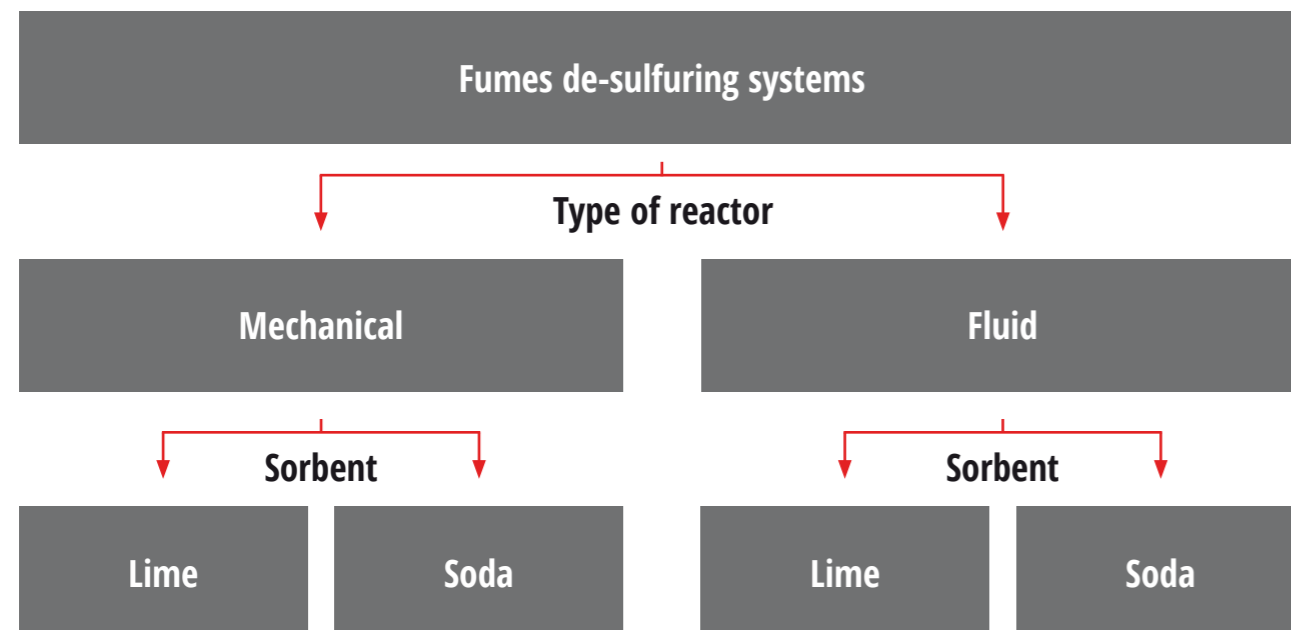 Fumes de-sulfuring systems
Type of reactor
Mechanical
Fluid
Sorbent
Sorbent
Lime
Soda
Lime
Soda